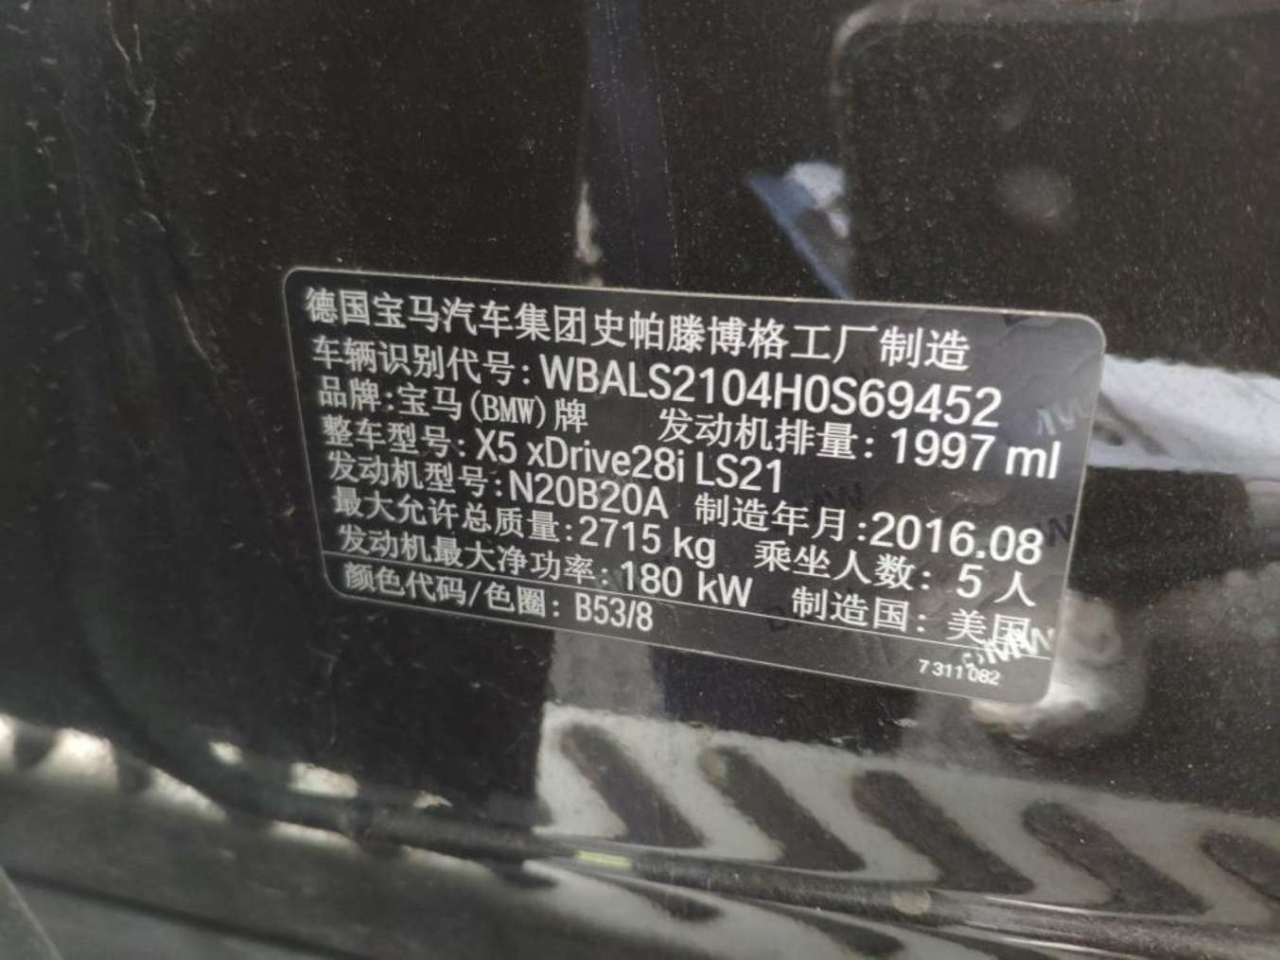 德国宝马汽车集团史帕滕博格工厂制造
车辆识别代号：WBALS2104H0S69452
品牌：宝马(BMW)牌 发动机排量：1997 ml
整车型号：X5 xDrive28i LS21
发动机型号：N20B20A 制造年月：2016.08
最大允许总质量：2715 kg 乘坐人数：5人
发动机最大净功率：180 kW 制造国：美国
颜色代码/色圈：B53/8
7 311 082
BMW